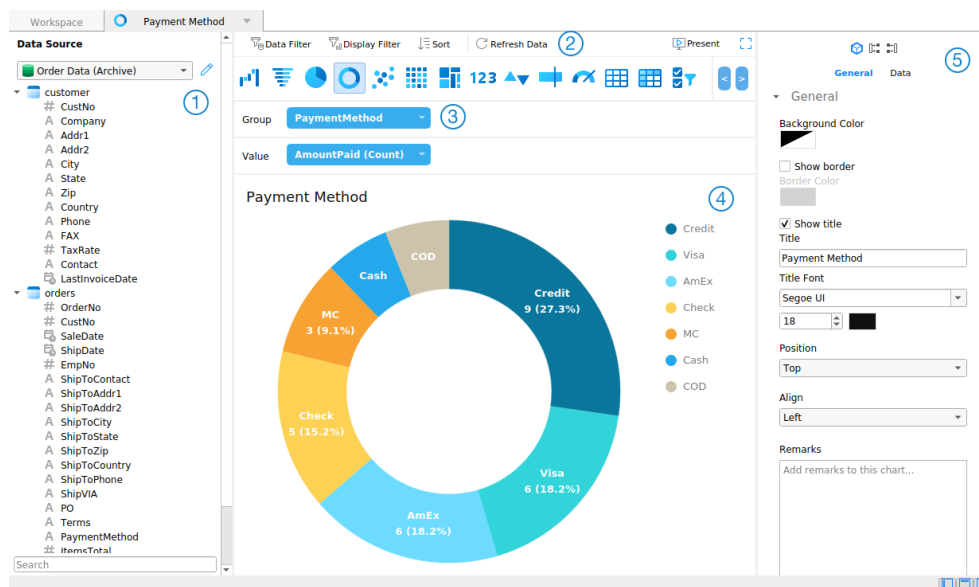 Workspace
Payment Method
Data Source
Order Data (Archive)
1
customer
# CustNo
A Company
A Addr1
A Addr2
A City
A State
A Zip
A Country
A Phone
A FAX
# TaxRate
A Contact
LastInvoiceDate
orders
# OrderNo
# CustNo
SaleDate
ShipDate
# EmpNo
A ShipToContact
A ShipToAddr1
A ShipToAddr2
A ShipToCity
A ShipToState
A ShipToZip
A ShipToCountry
A ShipToPhone
A ShipVIA
A PO
A Terms
A PaymentMethod
# ItemsTotal
Search
Data Filter
Display Filter
Sort
Refresh Data
2
Present
123
< >
Group
PaymentMethod
3
Value
AmountPaid (Count)
Payment Method
4
COD
Cash
MC
3 (9.1%)
Credit
9 (27.3%)
Check
5 (15.2%)
Visa
6 (18.2%)
AmEx
6 (18.2%)
Credit
Visa
AmEx
Check
MC
Cash
COD
5
General
Data
General
Background Color
Show border
Border Color
Show title
Title
Payment Method
Title Font
Segoe UI
18
Position
Top
Align
Left
Remarks
Add remarks to this chart...